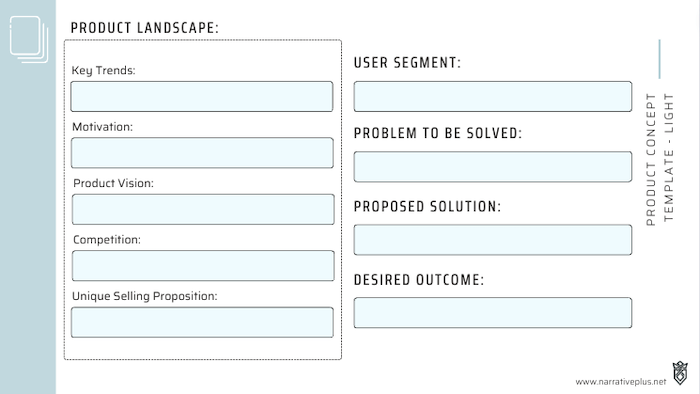 PRODUCT LANDSCAPE:
Key Trends:
Motivation:
Product Vision:
Competition:
Unique Selling Proposition:
USER SEGMENT:
PROBLEM TO BE SOLVED:
PROPOSED SOLUTION:
DESIRED OUTCOME:
PRODUCT CONCEPT
TEMPLATE - LIGHT
www.narrativeplus.net